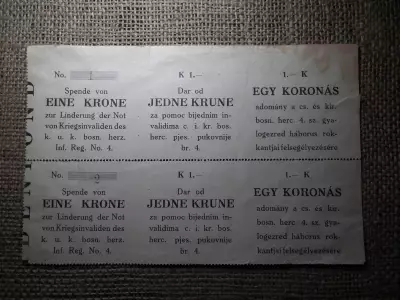 No. 1
K 1.—
1.— K
Spende von
EINE KRONE
zur Linderung der Not
von Kriegsinvaliden des
k. u. k. bosn. herz.
Inf. Reg. No. 4.
Dar od
JEDNE KRUNE
za pomoc bijednim in-
validima c. i kr. bos.
herc. pjes. pukovnije
br. 4.
EGY KORONÁS
adomány a cs. és kir.
bosn. herc. 4. sz. gya-
logezred háborus rok-
kantjai felsegélyezésére
No. 2
K 1.—
1.— K
Spende von
EINE KRONE
zur Linderung der Not
von Kriegsinvaliden des
k. u. k. bosn. herz.
Inf. Reg. No. 4.
Dar od
JEDNE KRUNE
za pomoc bijednim in-
validima c. i kr. bos.
herc. pjes. pukovnije
br. 4.
EGY KORONÁS
adomány a cs. és kir.
bosn. herc. 4. sz. gya-
logezred háborus rok-
kantjai felsegélyezésére